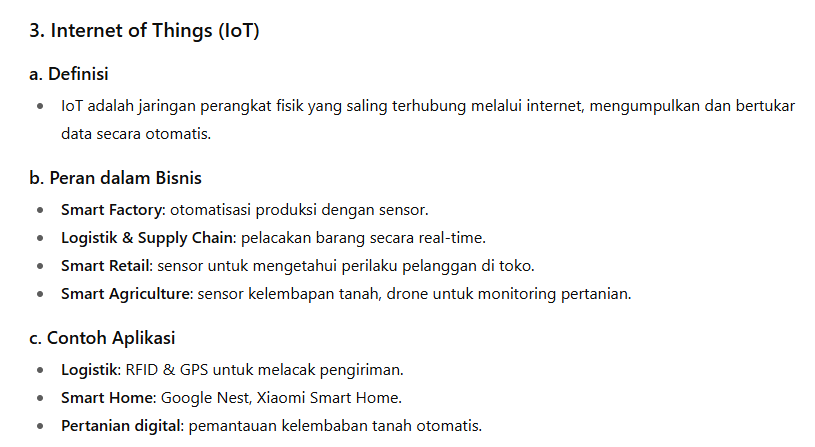 3. Internet of Things (IoT)
a. Definisi
• IoT adalah jaringan perangkat fisik yang saling terhubung melalui internet, mengumpulkan dan bertukar
data secara otomatis.
b. Peran dalam Bisnis
• Smart Factory: otomatisasi produksi dengan sensor.
• Logistik & Supply Chain: pelacakan barang secara real-time.
• Smart Retail: sensor untuk mengetahui perilaku pelanggan di toko.
• Smart Agriculture: sensor kelembapan tanah, drone untuk monitoring pertanian.
c. Contoh Aplikasi
• Logistik: RFID & GPS untuk melacak pengiriman.
• Smart Home: Google Nest, Xiaomi Smart Home.
• Pertanian digital: pemantauan kelembaban tanah otomatis.